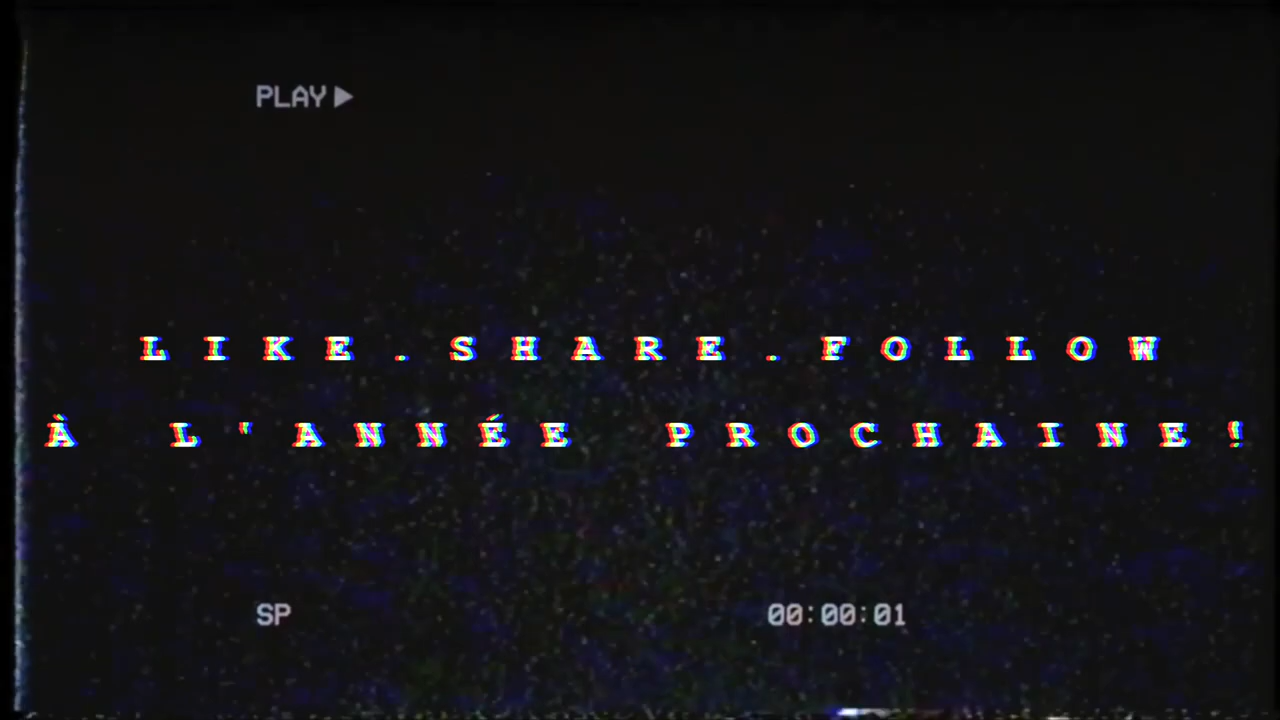 PLAY
LIKE.SHARE.FOLLOW
À L'ANNÉE PROCHAINE!
SP
00:00:01